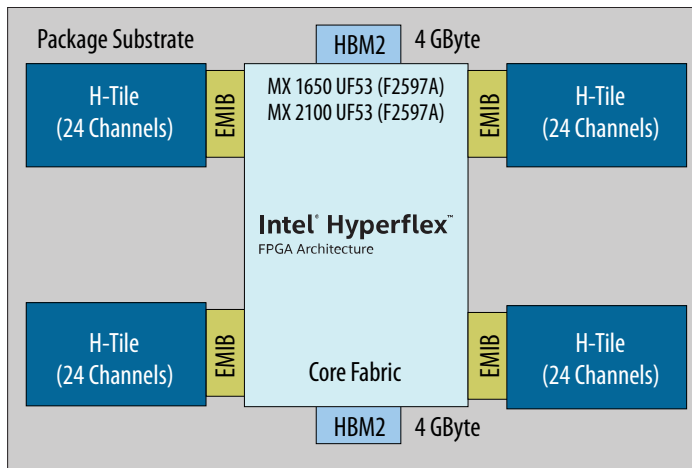 Package Substrate
HBM2
4 GByte
H-Tile
(24 Channels)
EMIB
MX 1650 UF53 (F2597A)
MX 2100 UF53 (F2597A)
EMIB
H-Tile
(24 Channels)
Intel® Hyperflex™
FPGA Architecture
H-Tile
(24 Channels)
EMIB
Core Fabric
EMIB
H-Tile
(24 Channels)
HBM2
4 GByte